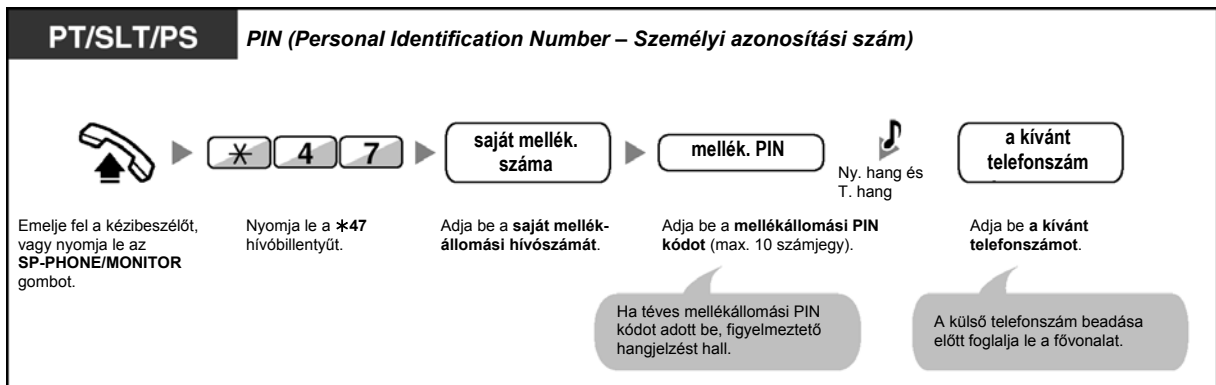 PT/SLT/PS
PIN (Personal Identification Number – Személyi azonosítási szám)
∗ 4 7
saját mellék.
száma
mellék. PIN
Ny. hang és
T. hang
a kívánt
telefonszám
Emelje fel a kézibeszélőt,
vagy nyomja le az
SP-PHONE/MONITOR
gombot.
Nyomja le a ∗47
hívóbillentyűt.
Adja be a saját mellék-
állomási hívószámát.
Adja be a mellékállomási PIN
kódot (max. 10 számjegy).
Adja be a kívánt
telefonszámot.
Ha téves mellékállomási PIN
kódot adott be, figyelmeztető
hangjelzést hall.
A külső telefonszám beadása
előtt foglalja le a fővonalat.